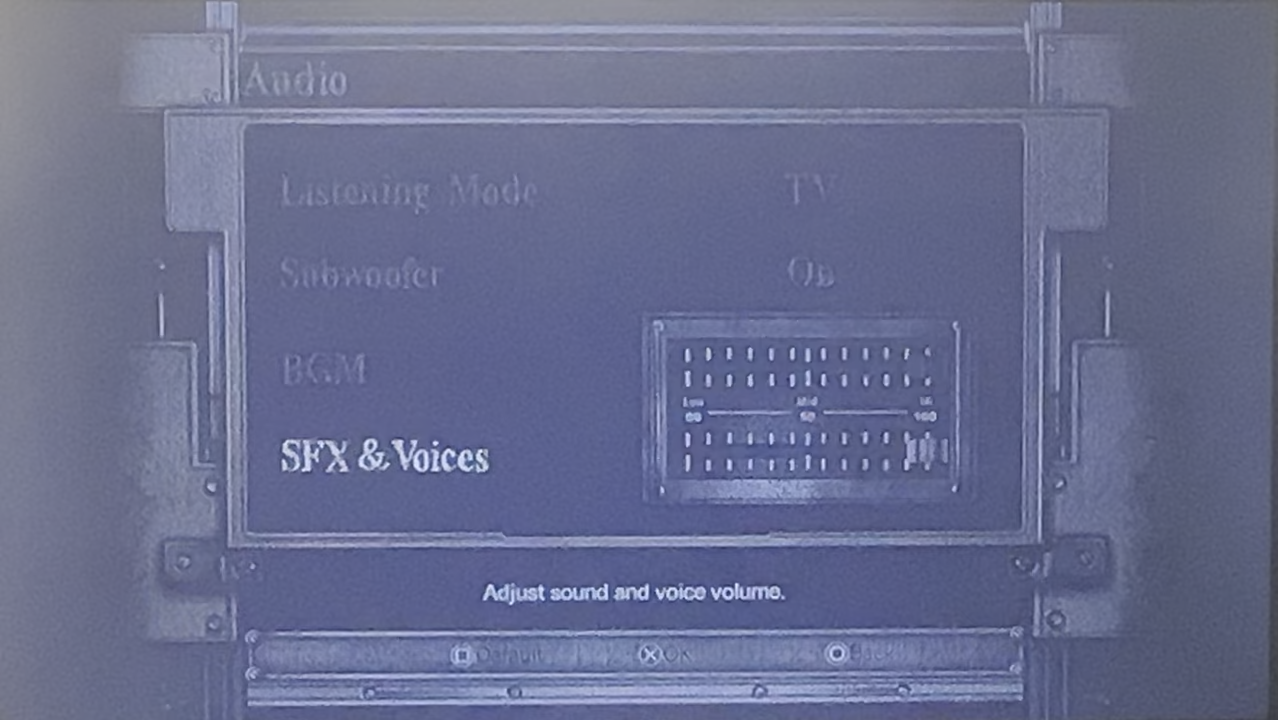 Audio
Listening Mode TV
Subwoofer On
BGM
Low Mid Hi
00 50 100
SFX & Voices
Adjust sound and voice volume.
Default OK Back